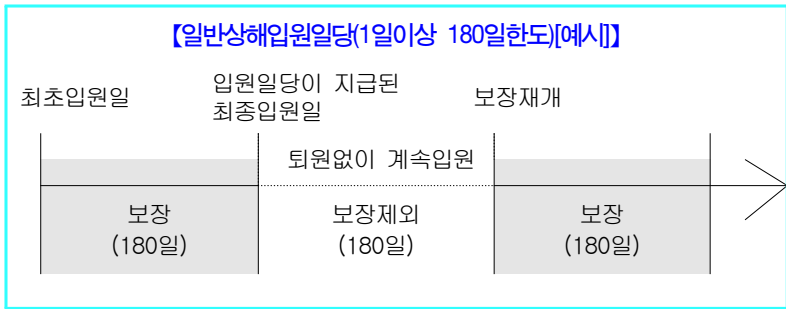 【일반상해입원일당(1일이상 180일한도)[예시]】
최초입원일
입원일당이 지급된
최종입원일
보장재개
퇴원없이 계속입원
보장
(180일)
보장제외
(180일)
보장
(180일)